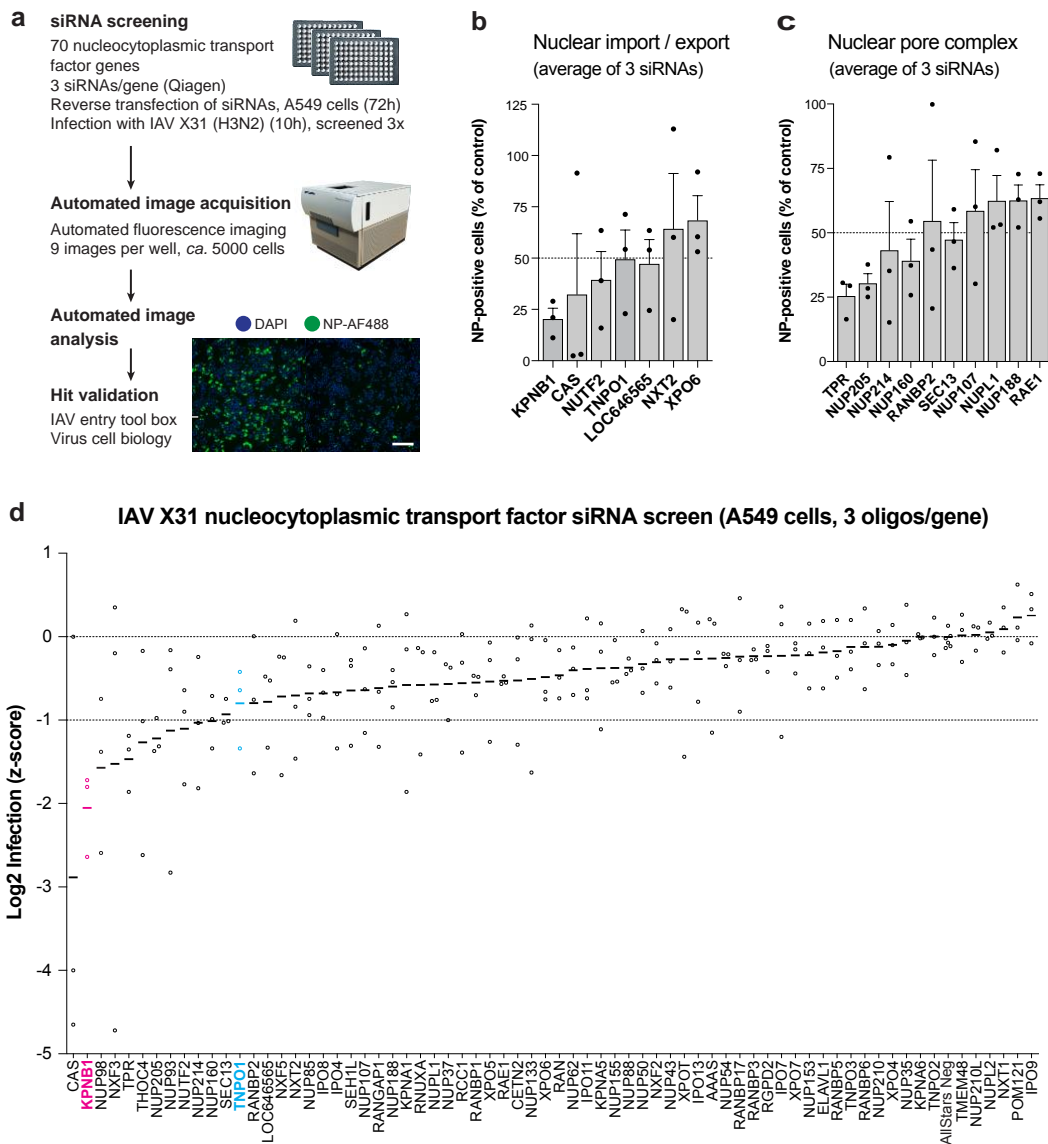 a
siRNA screening
70 nucleocytoplasmic transport
factor genes
3 siRNAs/gene (Qiagen)
Reverse transfection of siRNAs, A549 cells (72h)
Infection with IAV X31 (H3N2) (10h), screened 3x
Automated image acquisition
Automated fluorescence imaging
9 images per well, ca. 5000 cells
Automated image
analysis
DAPI NP-AF488
Hit validation
IAV entry tool box
Virus cell biology
b
Nuclear import / export
(average of 3 siRNAs)
NP-positive cells (% of control)
125
100
75
50
25
0
KPNB1
CAS
NUTF2
TNPO1
LOC646565
NXT2
XPO6
c
Nuclear pore complex
(average of 3 siRNAs)
NP-positive cells (% of control)
100
75
50
25
0
TPR
NUP205
NUP214
NUP160
RANBP2
SEC13
NUP107
NUPL1
NUP188
RAE1
d
IAV X31 nucleocytoplasmic transport factor siRNA screen (A549 cells, 3 oligos/gene)
Log2 Infection (z-score)
1
0
-1
-2
-3
-4
-5
CAS
KPNB1
NUP98
NXF3
TPR
THOC4
NUP205
NUP93
NUTF2
NUP214
NUP160
SEC13
TNPO1
RANBP2
LOC646565
NXF5
NXT2
NUP85
IPO8
IPO4
SEH1L
NUP107
RANGAP1
NUP188
KPNA1
RNUXA
NUPL1
NUP37
RCC1
RANBP1
XPO5
RAE1
CETN2
NUP133
XPO6
RAN
NUP62
IPO11
KPNA5
NUP155
NUP88
NUP50
NXF2
NUP43
XPOT
IPO13
AAAS
NUP54
RANBP17
RANBP3
RGPD2
IPO7
XPO7
NUP153
ELAVL1
RANBP5
TNPO3
RANBP6
NUP210
XPO4
NUP35
KPNA6
TNPO2
AllStars Neg
TMEM48
NUP210L
NUPL2
NXT1
POM121
IPO9